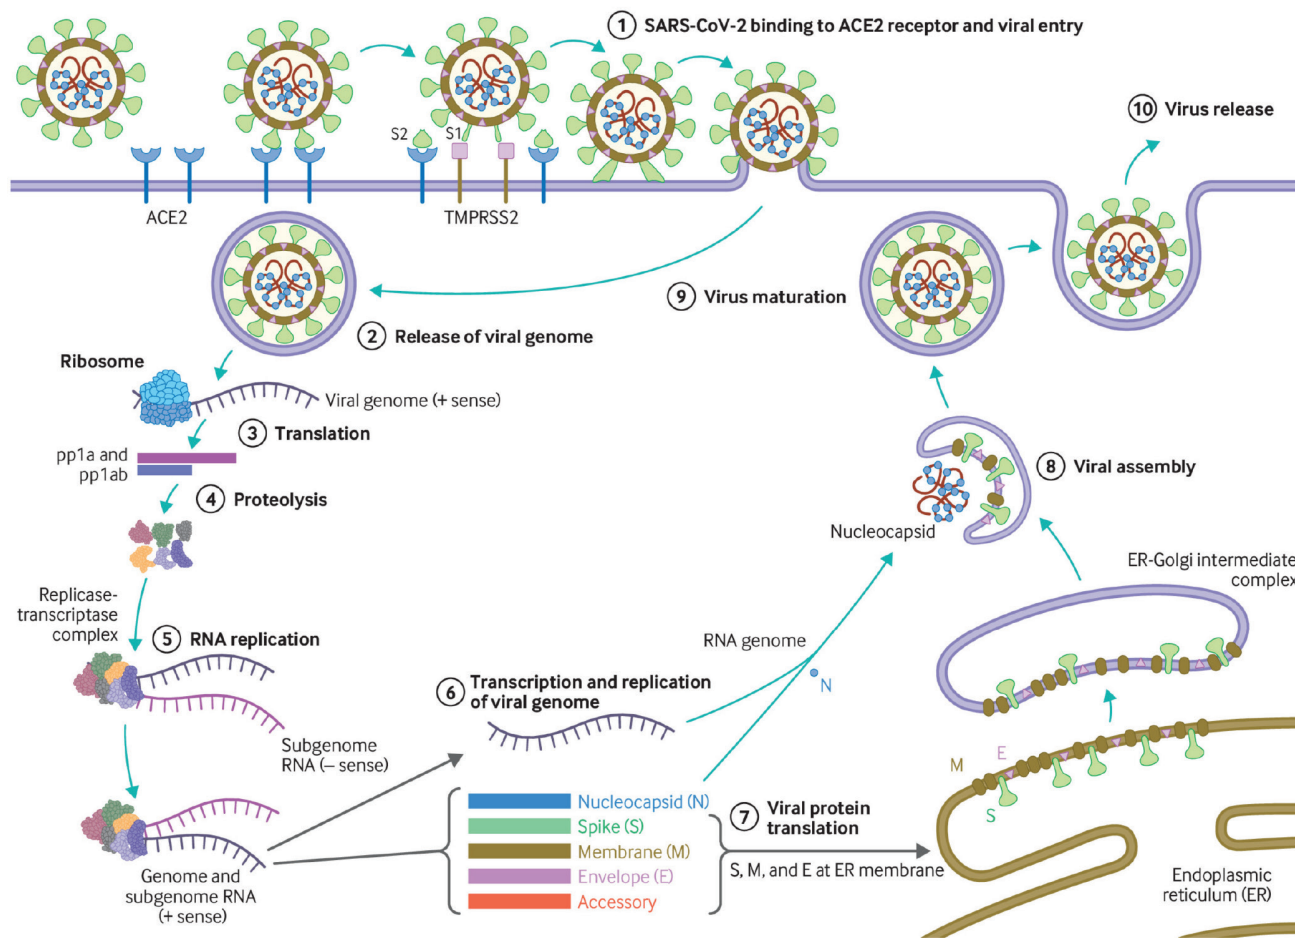 1 SARS-CoV-2 binding to ACE2 receptor and viral entry
10 Virus release
S2
S1
ACE2
TMPRSS2
9 Virus maturation
2 Release of viral genome
Ribosome
Viral genome (+ sense)
3 Translation
pp1a and
pp1ab
4 Proteolysis
8 Viral assembly
Nucleocapsid
ER-Golgi intermediate
complex
Replicase-
transcriptase
complex
5 RNA replication
RNA genome
N
6 Transcription and replication
of viral genome
Subgenome
RNA (– sense)
M
E
S
Nucleocapsid (N)
Spike (S)
Membrane (M)
Envelope (E)
Accessory
7 Viral protein
translation
S, M, and E at ER membrane
Genome and
subgenome RNA
(+ sense)
Endoplasmic
reticulum (ER)